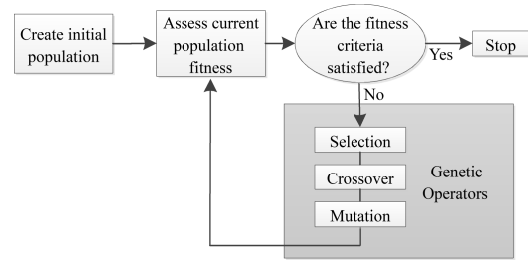 Create initial
population
Assess current
population
fitness
Are the fitness
criteria
satisfied?
Yes
Stop
No
Selection
Crossover
Mutation
Genetic
Operators